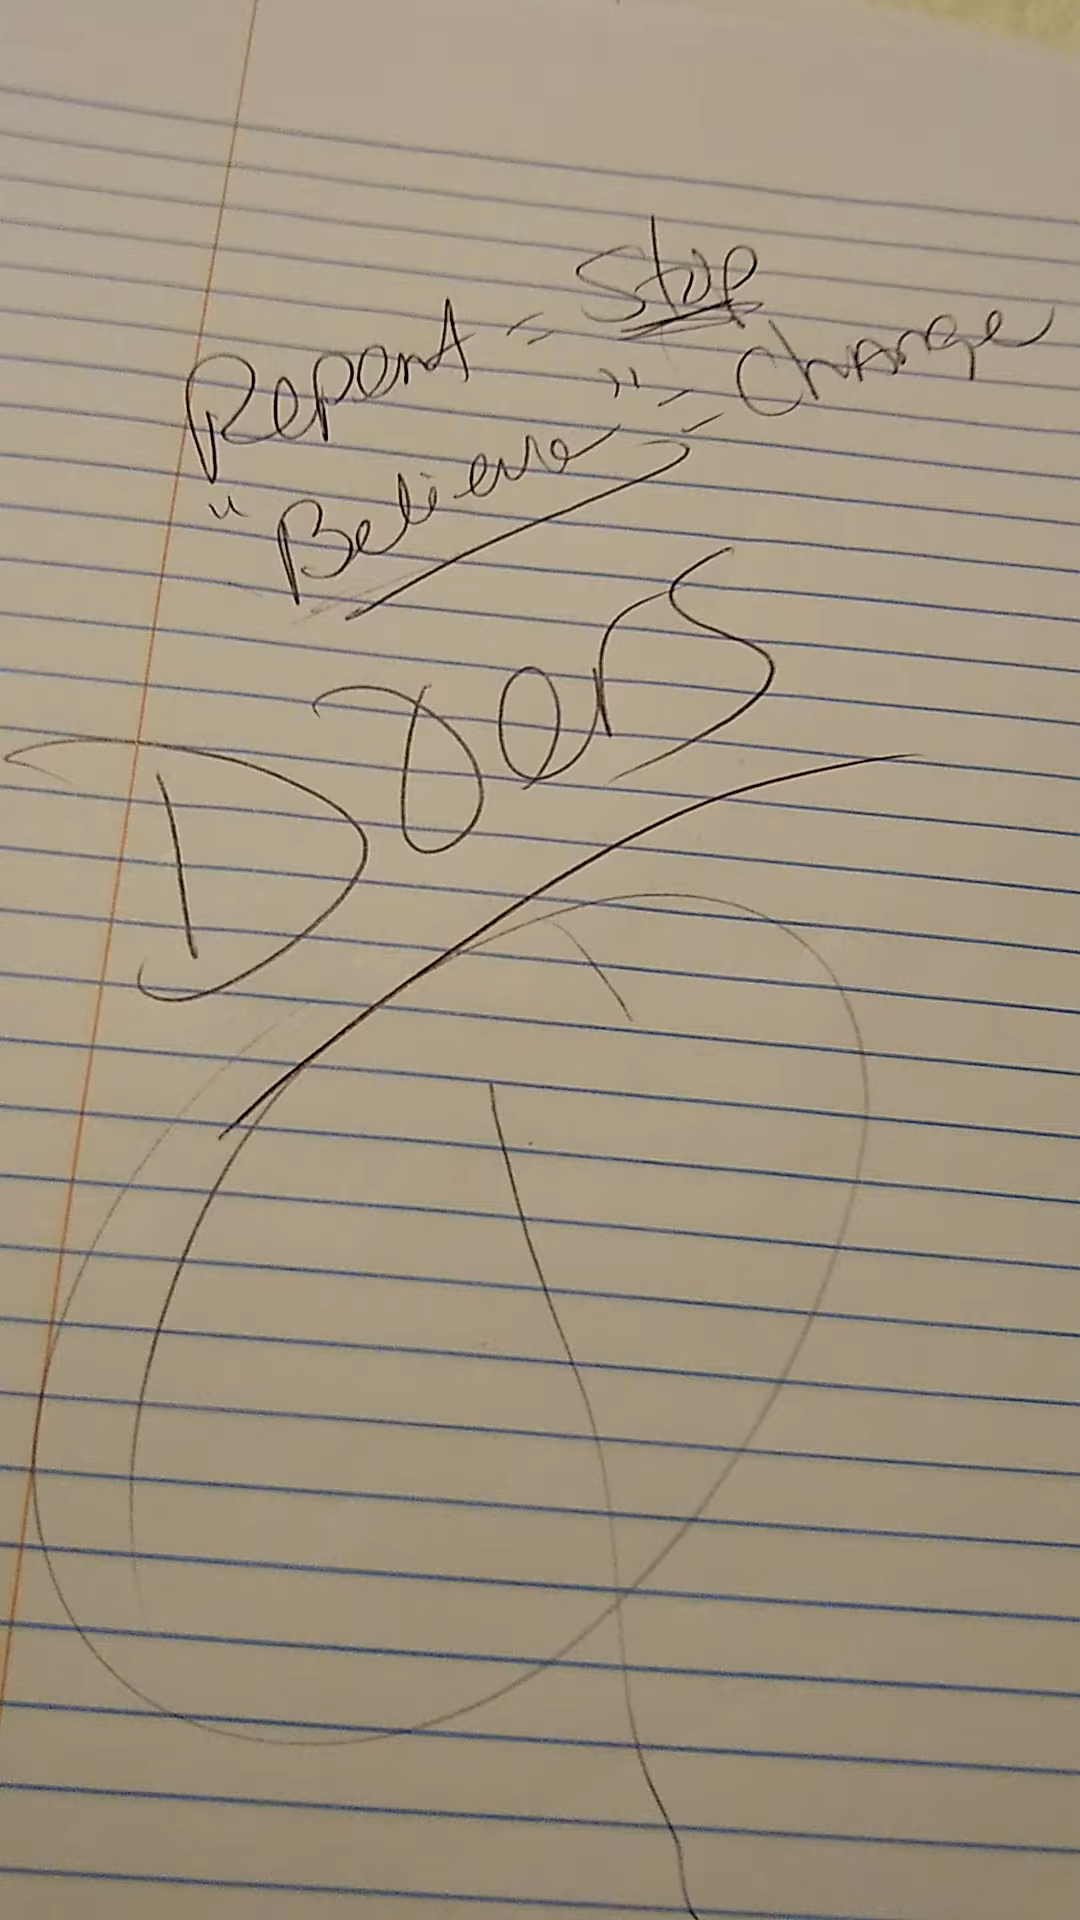 Repent = Stop
"Believe" = Change
Doers